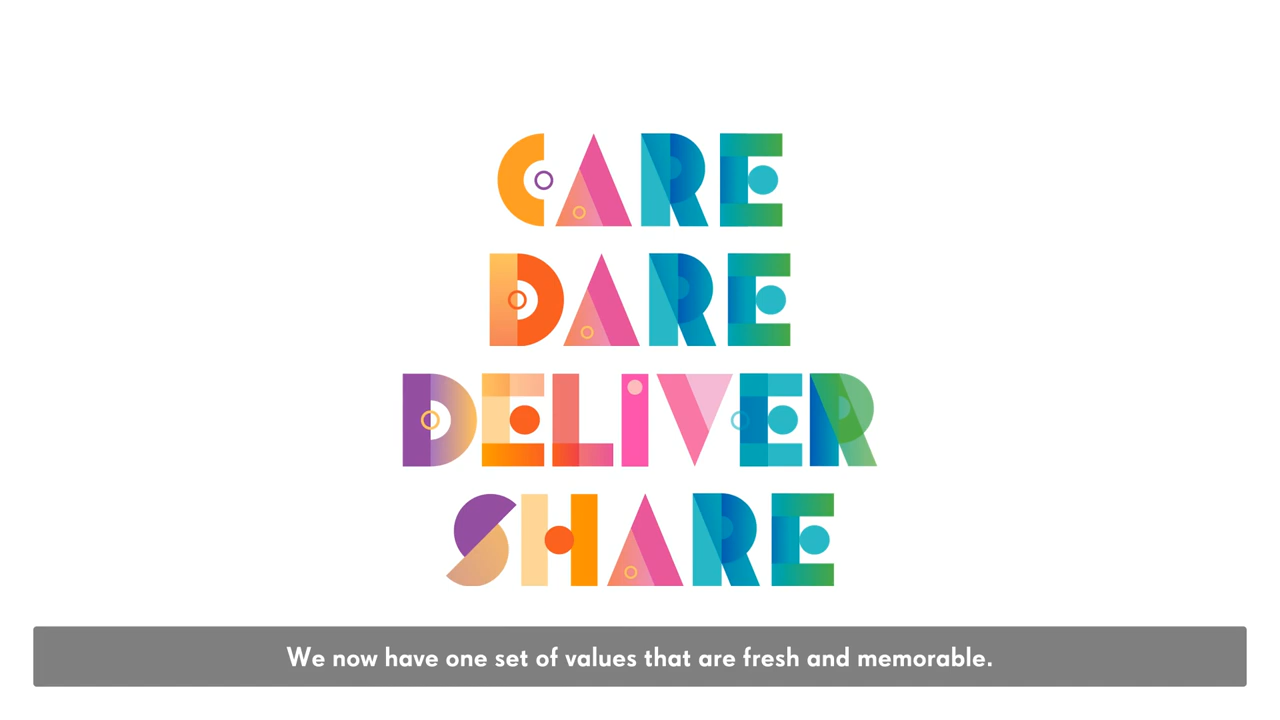 CARE
DARE
DELiVER
SHARE
We now have one set of values that are fresh and memorable.